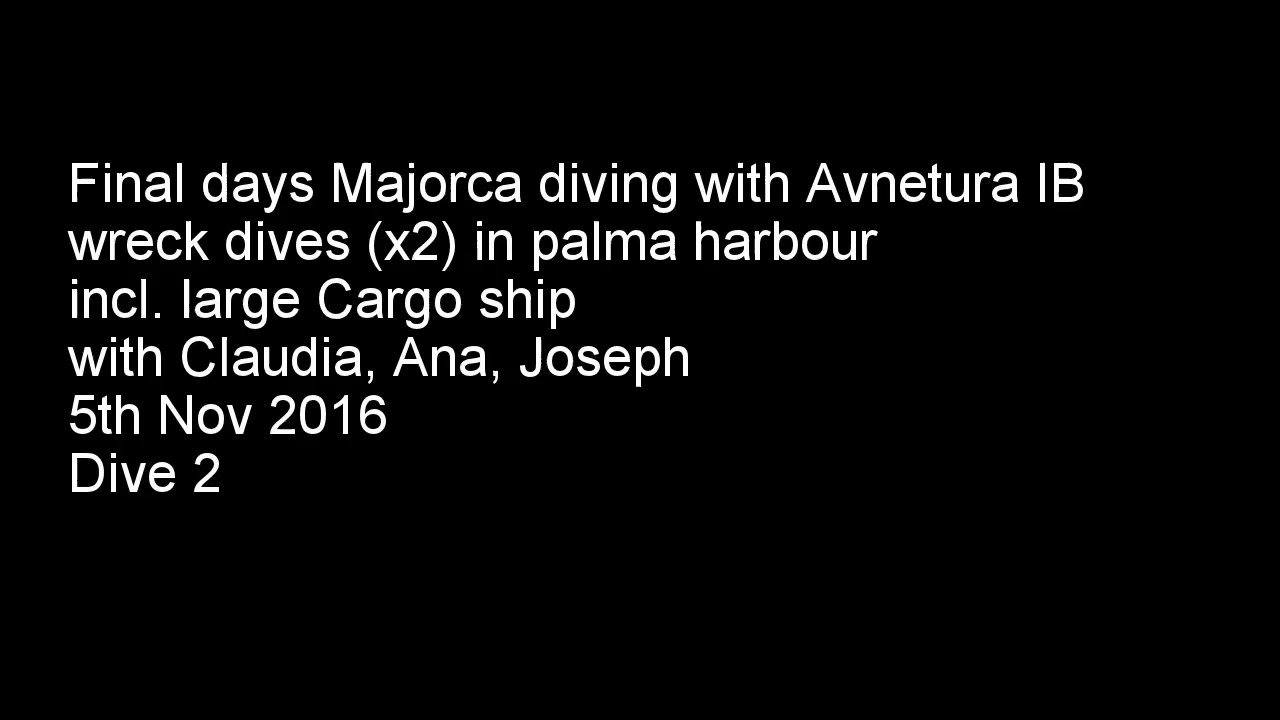 Final days Majorca diving with Avnetura IB
wreck dives (x2) in palma harbour
incl. large Cargo ship
with Claudia, Ana, Joseph
5th Nov 2016
Dive 2